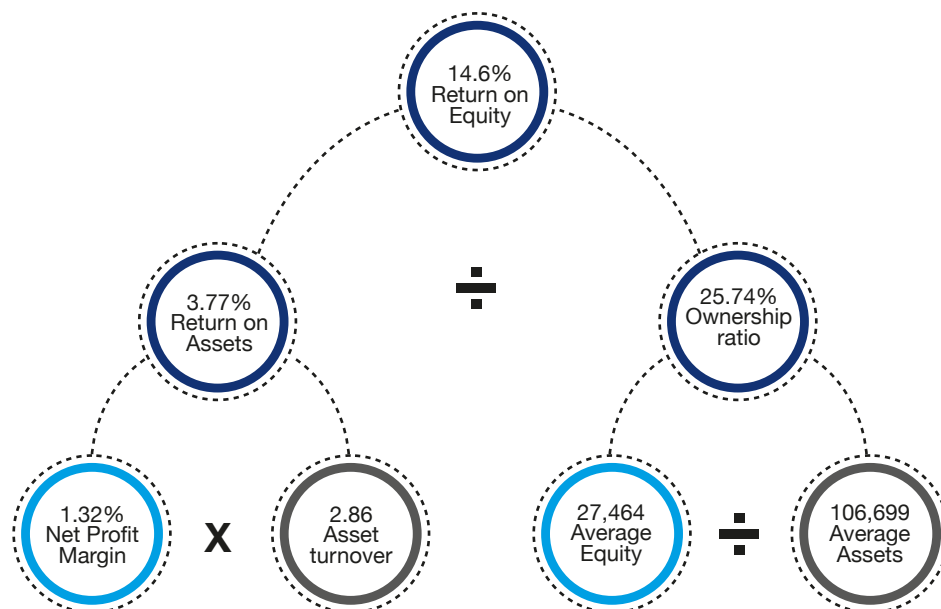 14.6%
Return on
Equity
÷
3.77%
Return on
Assets
25.74%
Ownership
ratio
1.32%
Net Profit
Margin
X
2.86
Asset
turnover
27,464
Average
Equity
÷
106,699
Average
Assets